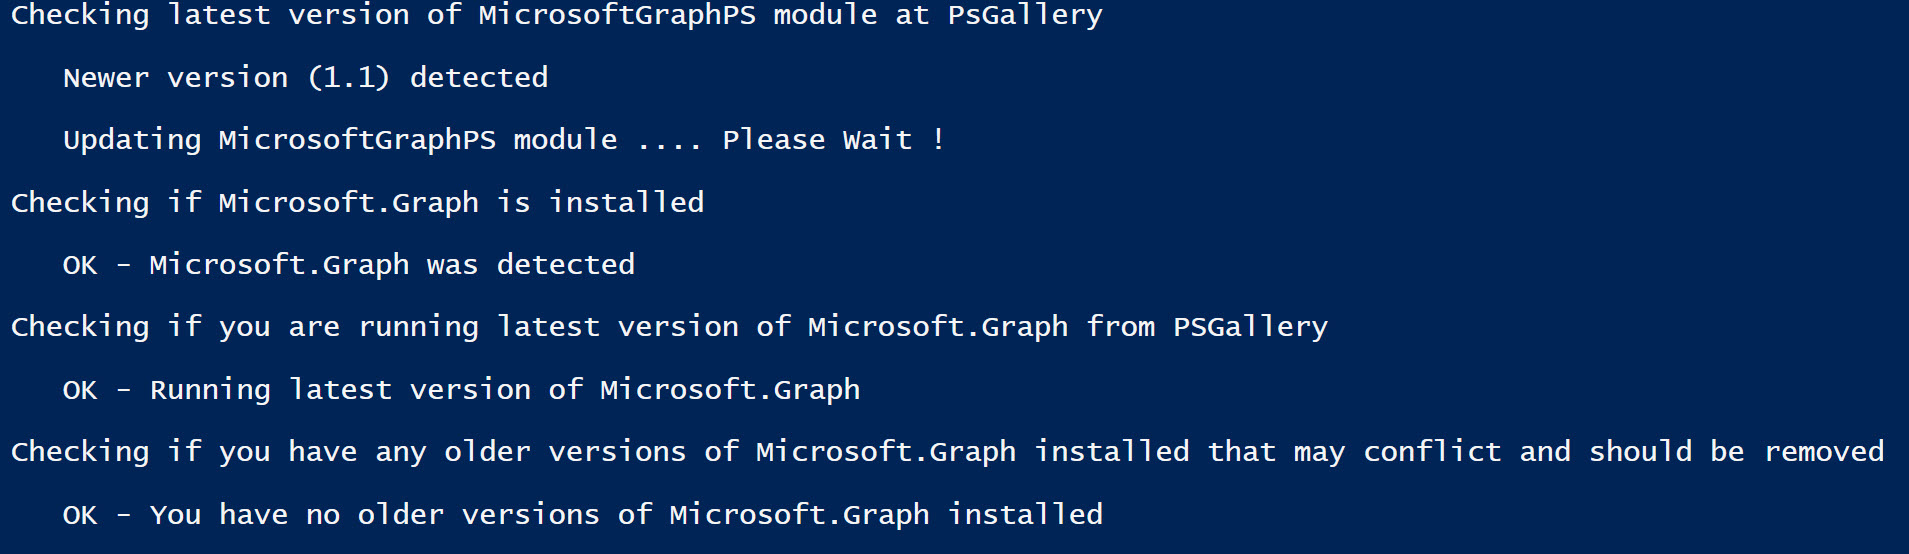 Checking latest version of MicrosoftGraphPS module at PsGallery
Newer version (1.1) detected
Updating MicrosoftGraphPS module .... Please Wait !
Checking if Microsoft.Graph is installed
OK - Microsoft.Graph was detected
Checking if you are running latest version of Microsoft.Graph from PSGallery
OK - Running latest version of Microsoft.Graph
Checking if you have any older versions of Microsoft.Graph installed that may conflict and should be removed
OK - You have no older versions of Microsoft.Graph installed